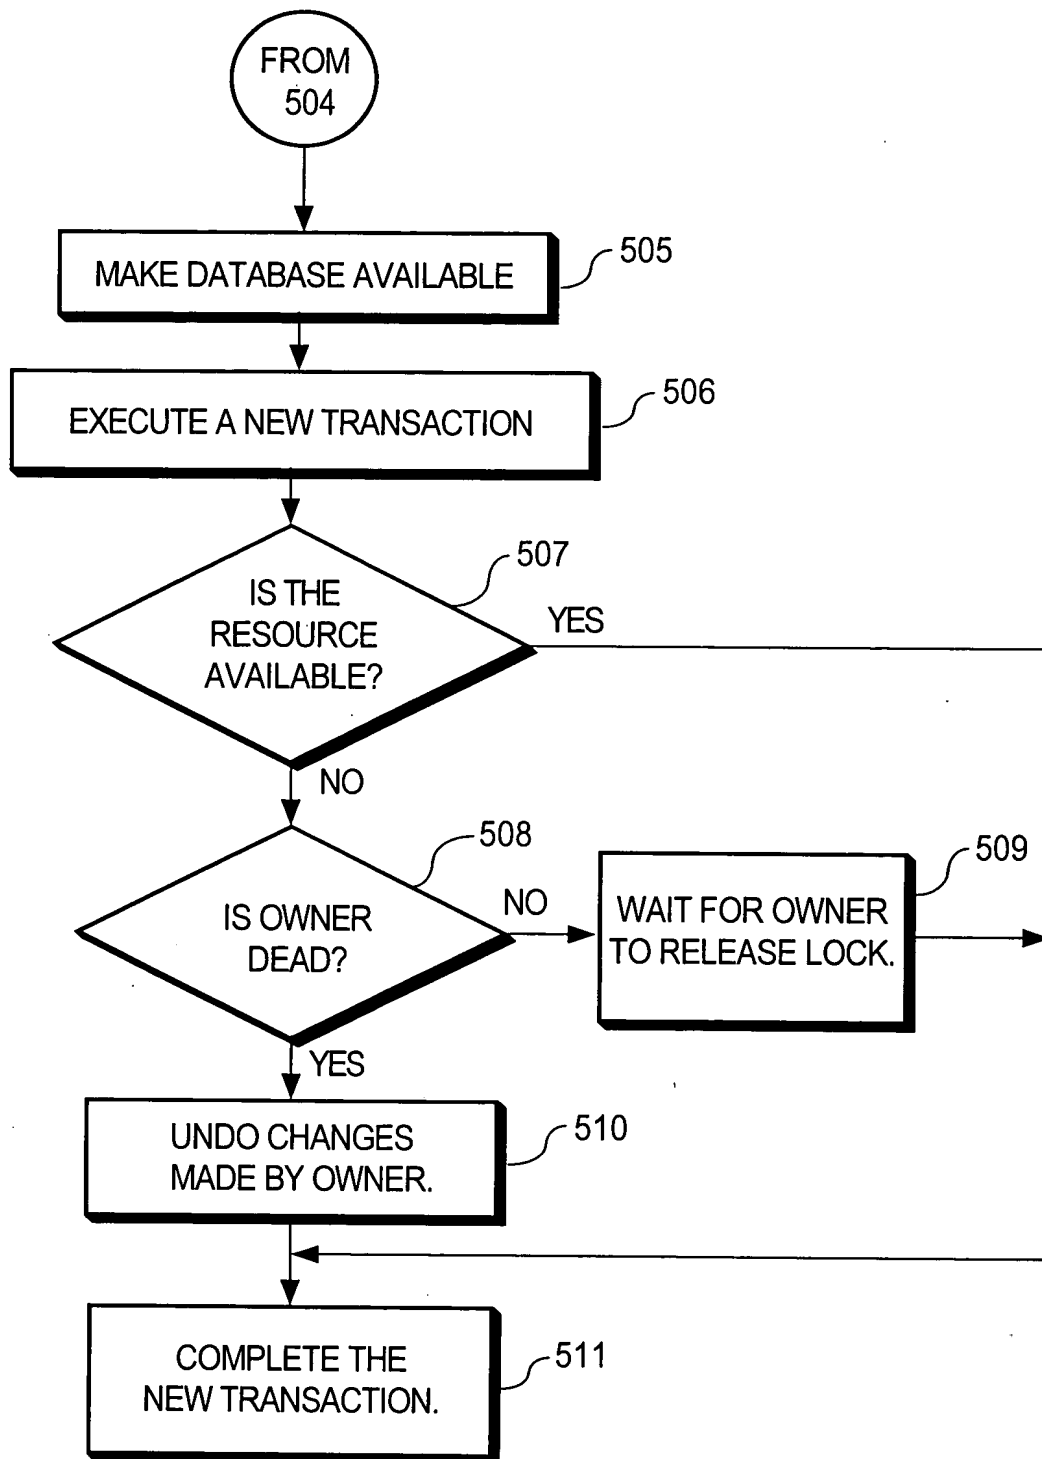 FROM
504
505
MAKE DATABASE AVAILABLE
506
EXECUTE A NEW TRANSACTION
507
IS THE
RESOURCE
AVAILABLE?
YES
NO
508
IS OWNER
DEAD?
NO
509
WAIT FOR OWNER
TO RELEASE LOCK.
YES
510
UNDO CHANGES
MADE BY OWNER.
511
COMPLETE THE
NEW TRANSACTION.